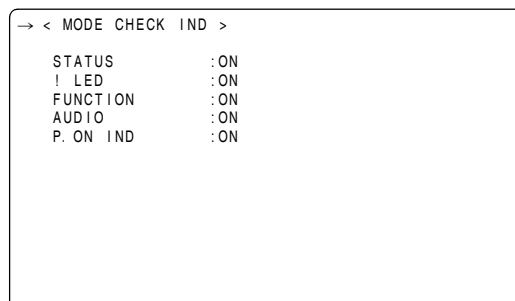 → < MODE CHECK IND >
STATUS :ON
! LED :ON
FUNCTION :ON
AUDIO :ON
P. ON IND :ON